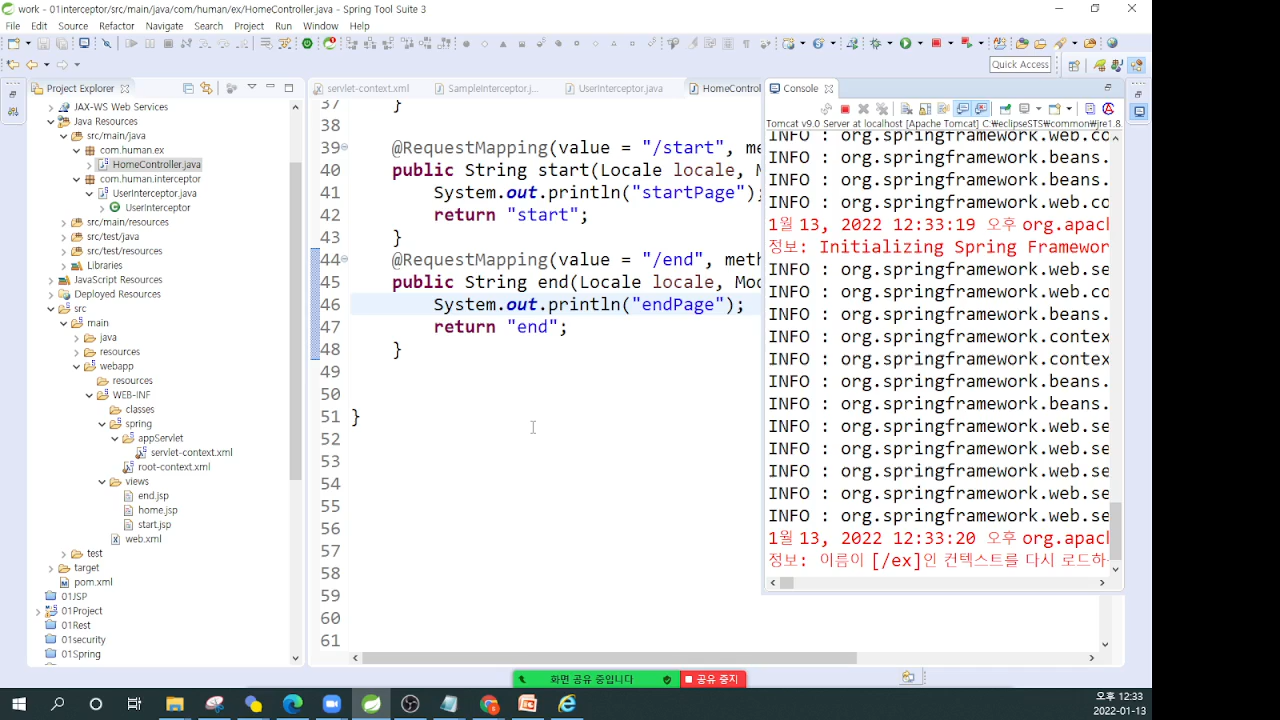 work - 01interceptor/src/main/java/com/human/ex/HomeController.java - Spring Tool Suite 3
File Edit Source Refactor Navigate Search Project Run Window Help
Quick Access
Project Explorer
JAX-WS Web Services
Java Resources
src/main/java
com.human.ex
HomeController.java
com.human.interceptor
UserInterceptor.java
UserInterceptor
src/main/resources
src/test/java
src/test/resources
Libraries
JavaScript Resources
Deployed Resources
src
main
java
resources
webapp
resources
WEB-INF
classes
spring
appServlet
servlet-context.xml
root-context.xml
views
end.jsp
home.jsp
start.jsp
web.xml
test
target
pom.xml
01JSP
01Project
01Rest
01security
01Spring
servlet-context.xml SampleInterceptor.j... UserInterceptor.java HomeControl
37 }
38
39 @RequestMapping(value = "/start", me
40 public String start(Locale locale, M
41 System.out.println("startPage");
42 return "start";
43 }
44 @RequestMapping(value = "/end", meth
45 public String end(Locale locale, Mod
46 System.out.println("endPage");
47 return "end";
48 }
49
50
51 }
52
53
54
55
56
57
58
59
60
61
Console
Tomcat v9.0 Server at localhost [Apache Tomcat] C:₩eclipseSTS₩common₩jre1.8
INFO : org.springframework.web.co
INFO : org.springframework.beans.
INFO : org.springframework.beans.
INFO : org.springframework.web.co
1월 13, 2022 12:33:19 오후 org.apac
정보: Initializing Spring Framewor
INFO : org.springframework.web.se
INFO : org.springframework.web.co
INFO : org.springframework.beans.
INFO : org.springframework.contex
INFO : org.springframework.contex
INFO : org.springframework.beans.
INFO : org.springframework.beans.
INFO : org.springframework.web.se
INFO : org.springframework.web.se
INFO : org.springframework.web.se
INFO : org.springframework.web.se
INFO : org.springframework.web.se
1월 13, 2022 12:33:20 오후 org.apac
정보: 이름이 [/ex]인 컨텍스트를 다시 로드하
화면 공유 중입니다 공유 중지
오후 12:33
2022-01-13